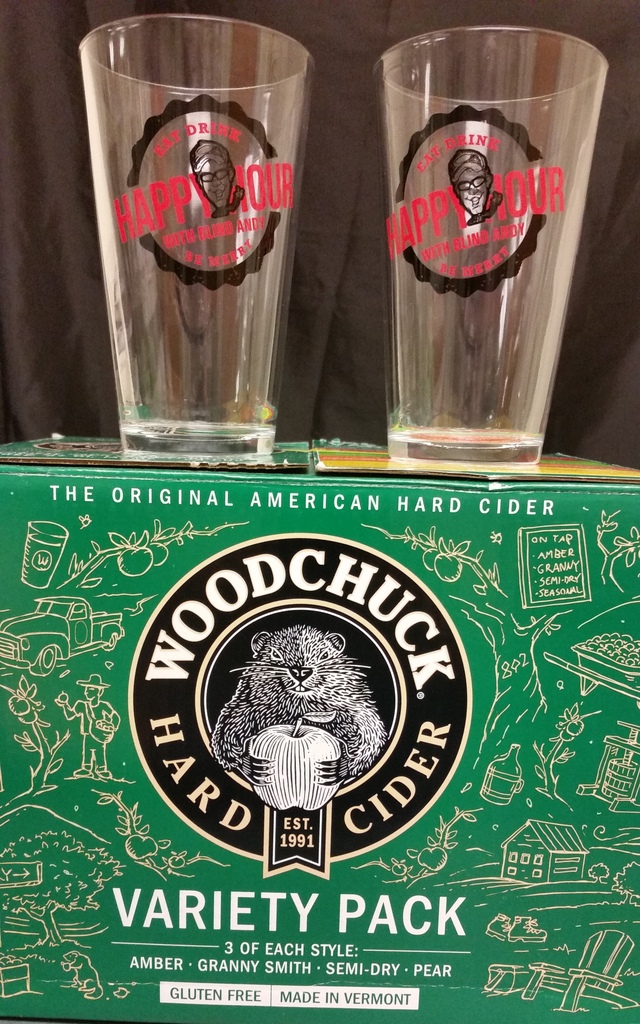 EAT DRINK
HAPPY HOUR
WITH BLIND ANDY
BE MERRY
EAT DRINK
HAPPY HOUR
WITH BLIND ANDY
BE MERRY
THE ORIGINAL AMERICAN HARD CIDER
W
ON TAP
- AMBER
- GRANNY
- SEMI-DRY
- SEASONAL
802
WOODCHUCK®
HARD CIDER
EST.
1991
VARIETY PACK
3 OF EACH STYLE:
AMBER · GRANNY SMITH · SEMI-DRY · PEAR
GLUTEN FREE | MADE IN VERMONT